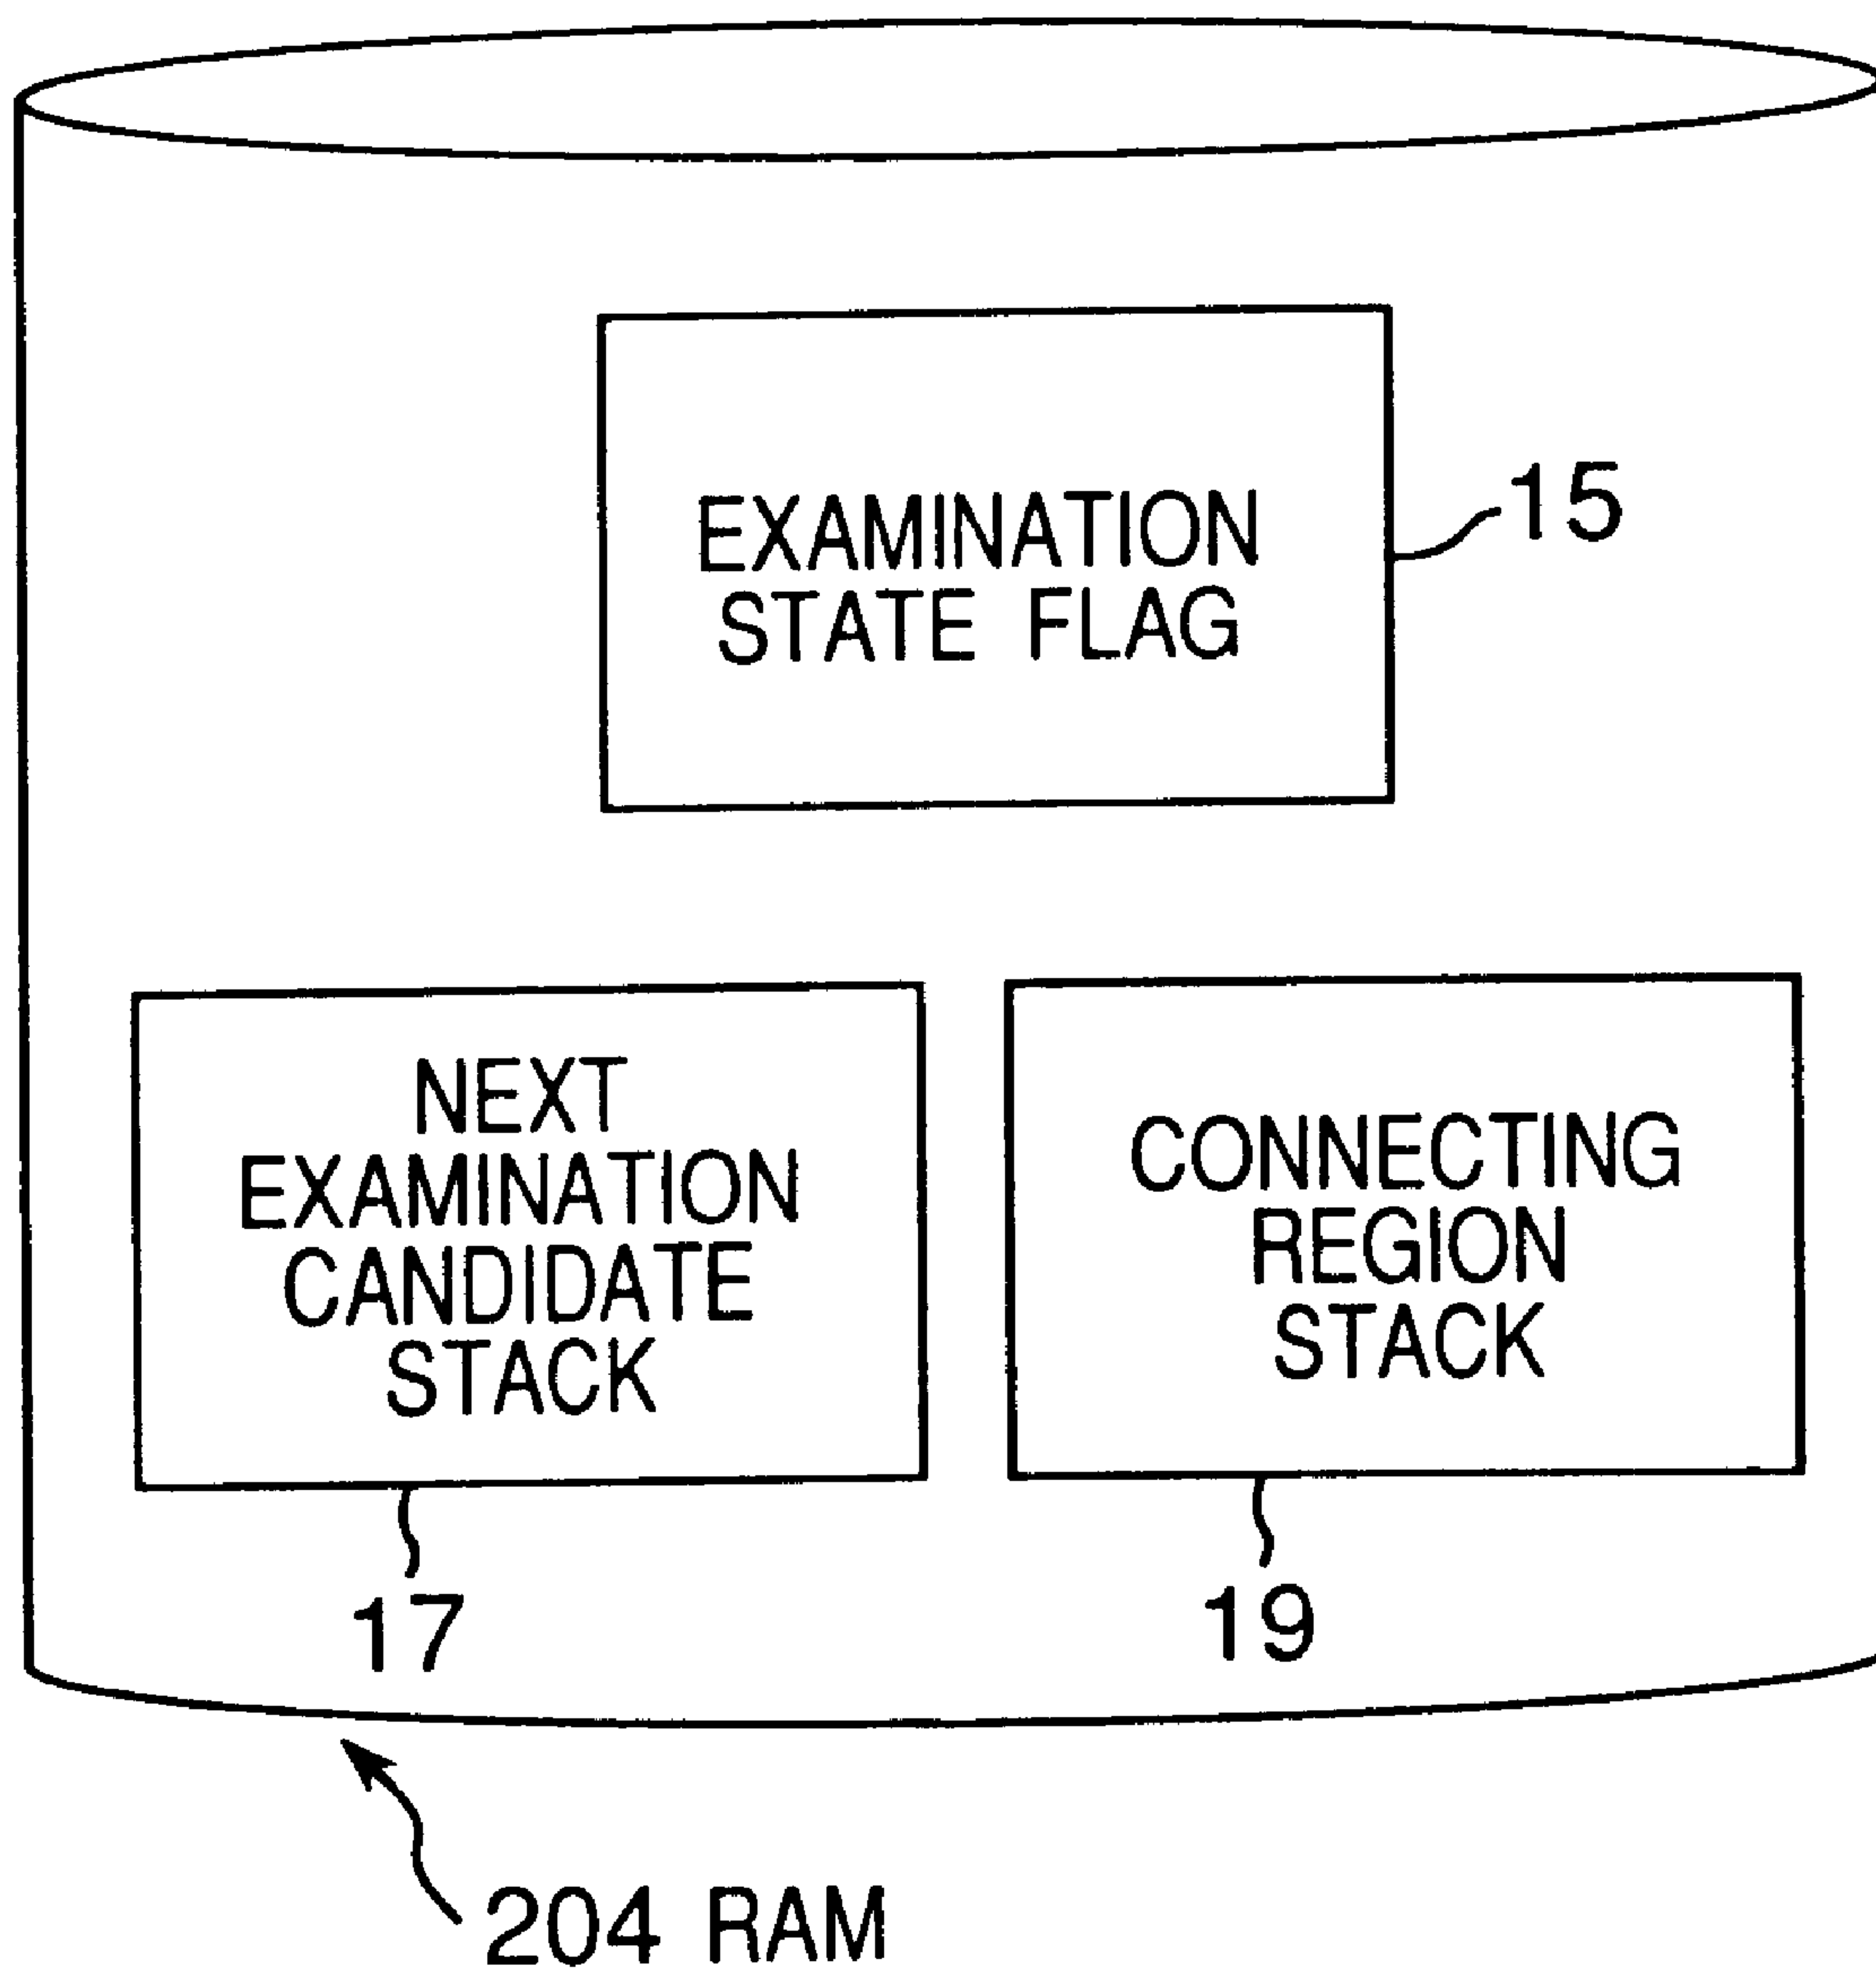 EXAMINATION
STATE FLAG
15
NEXT
EXAMINATION
CANDIDATE
STACK
17
CONNECTING
REGION
STACK
19
204 RAM